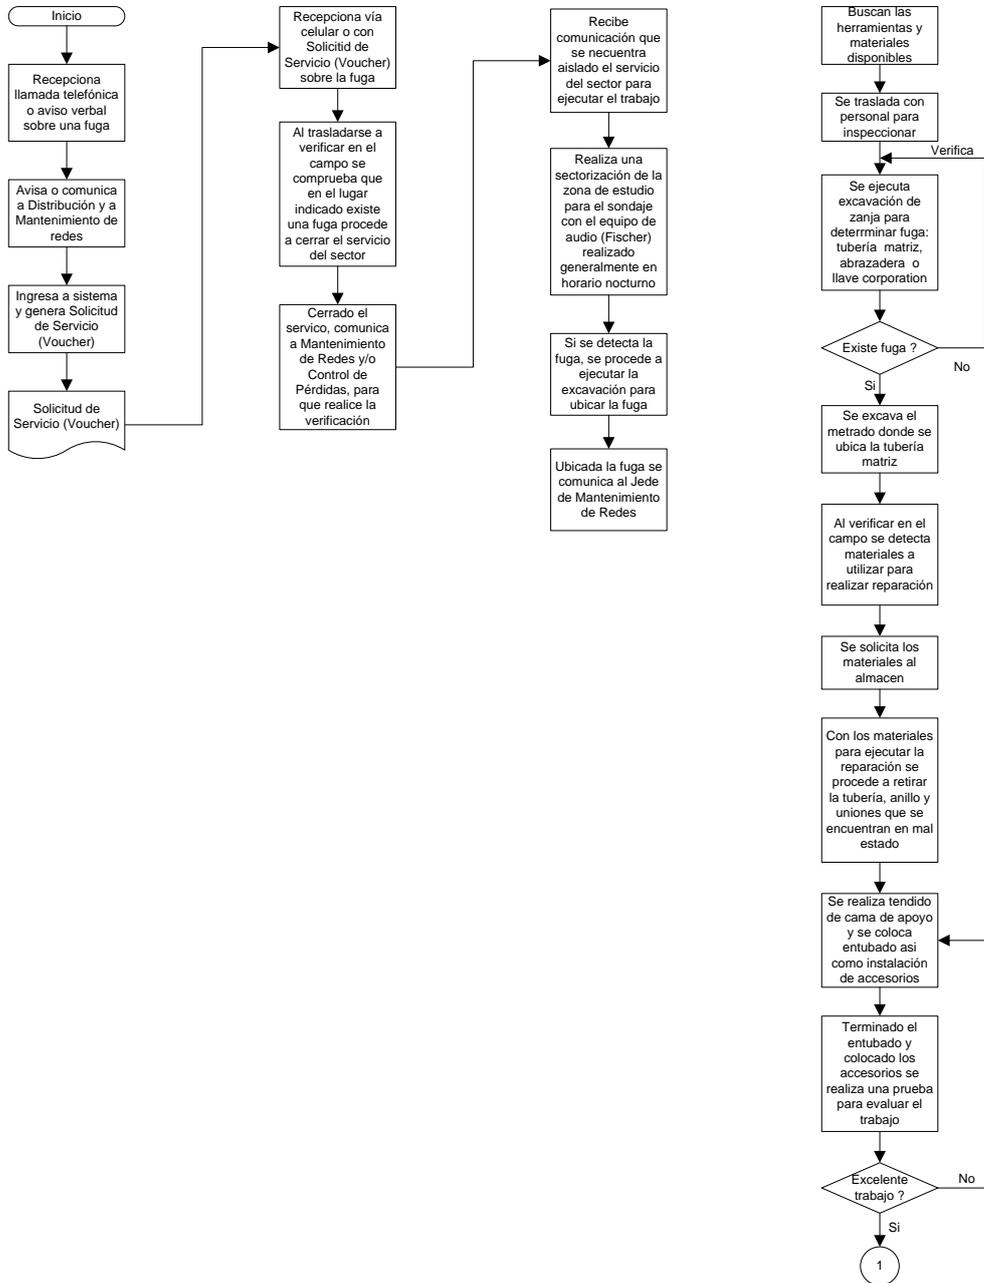 Inicio
Recepciona
llamada telefónica
o aviso verbal
sobre una fuga
Avisa o comunica
a Distribución y a
Mantenimiento de
redes
Ingresa a sistema
y genera Solicitud
de Servicio
(Voucher)
Solicitud de
Servicio (Voucher)
Recepciona vía
celular o con
Solicitid de
Servicio (Voucher)
sobre la fuga
Al trasladarse a
verificar en el
campo se
comprueba que
en el lugar
indicado existe
una fuga procede
a cerrar el servicio
del sector
Cerrado el
servico, comunica
a Mantenimiento
de Redes y/o
Control de
Pérdidas, para
que realice la
verificación
Recibe
comunicación que
se necuentra
aislado el servicio
del sector para
ejecutar el trabajo
Realiza una
sectorización de la
zona de estudio
para el sondaje
con el equipo de
audio (Fischer)
realizado
generalmente en
horario nocturno
Si se detecta la
fuga, se procede a
ejecutar la
excavación para
ubicar la fuga
Ubicada la fuga se
comunica al Jede
de Mantenimiento
de Redes
Buscan las
herramientas y
materiales
disponibles
Se traslada con
personal para
inspeccionar
Verifica
Se ejecuta
excavación de
zanja para
deterrminar fuga:
tubería matriz,
abrazadera o
llave corporation
Existe fuga ?
No
Si
Se excava el
metrado donde se
ubica la tubería
matriz
Al verificar en el
campo se detecta
materiales a
utilizar para
realizar reparación
Se solicita los
materiales al
almacen
Con los materiales
para ejecutar la
reparación se
procede a retirar
la tubería, anillo y
uniones que se
encuentran en mal
estado
Se realiza tendido
de cama de apoyo
y se coloca
entubado asi
como instalación
de accesorios
Terminado el
entubado y
colocado los
accesorios se
realiza una prueba
para evaluar el
trabajo
Excelente
trabajo ?
No
Si
1